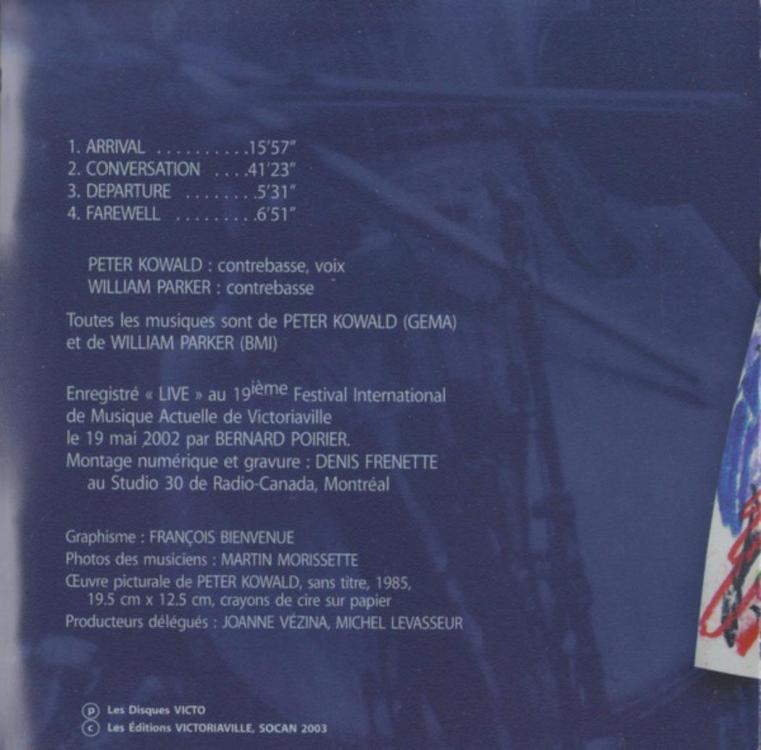 1. ARRIVAL ..........15'57"
2. CONVERSATION ....41'23"
3. DEPARTURE ........5'31"
4. FAREWELL .........6'51"
PETER KOWALD : contrebasse, voix
WILLIAM PARKER : contrebasse
Toutes les musiques sont de PETER KOWALD (GEMA)
et de WILLIAM PARKER (BMI)
Enregistré « LIVE » au 19ième Festival International
de Musique Actuelle de Victoriaville
le 19 mai 2002 par BERNARD POIRIER.
Montage numérique et gravure : DENIS FRENETTE
au Studio 30 de Radio-Canada, Montréal
Graphisme : FRANÇOIS BIENVENUE
Photos des musiciens : MARTIN MORISSETTE
Œuvre picturale de PETER KOWALD, sans titre, 1985,
19.5 cm x 12.5 cm, crayons de cire sur papier
Producteurs délégués : JOANNE VÉZINA, MICHEL LEVASSEUR
℗ Les Disques VICTO
© Les Éditions VICTORIAVILLE, SOCAN 2003